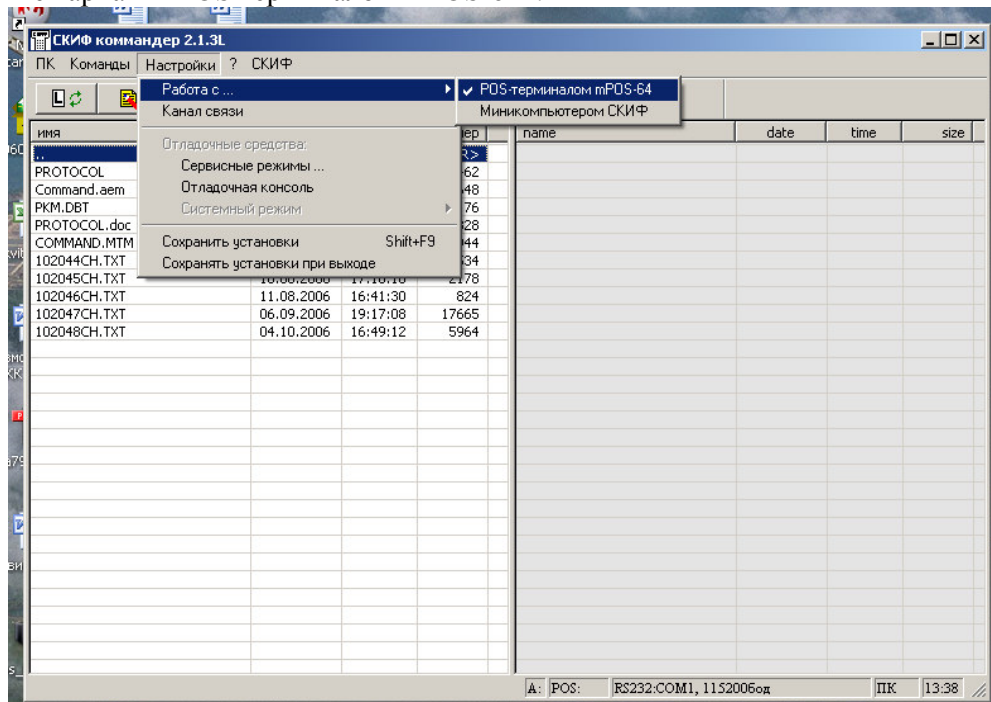 СКИФ коммандер 2.1.3L
ПК Команды Настройки ? СКИФ
Работа с ...
POS-терминалом mPOS-64
Канал связи
Миникомпьютером СКИФ
Отладочные средства:
Сервисные режимы ...
Отладочная консоль
Системный режим
Сохранить установки Shift+F9
Сохранять установки при выходе
имя name date time size
..
PROTOCOL
Command.aem
PKM.DBT
PROTOCOL.doc
COMMAND.MTM
102044CH.TXT
102045CH.TXT
102046CH.TXT 11.08.2006 16:41:30 824
102047CH.TXT 06.09.2006 19:17:08 17665
102048CH.TXT 04.10.2006 16:49:12 5964
A: POS: RS232:COM1, 115200бод ПК 13:38